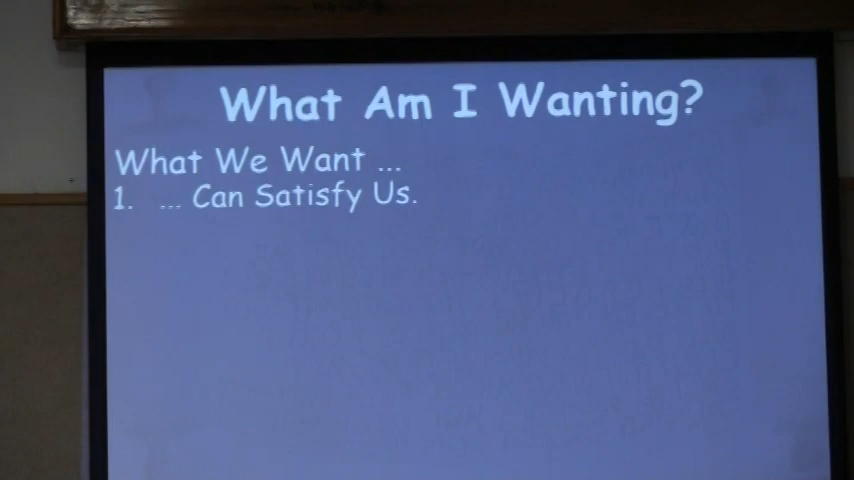 What Am I Wanting?
What We Want ...
1. ... Can Satisfy Us.